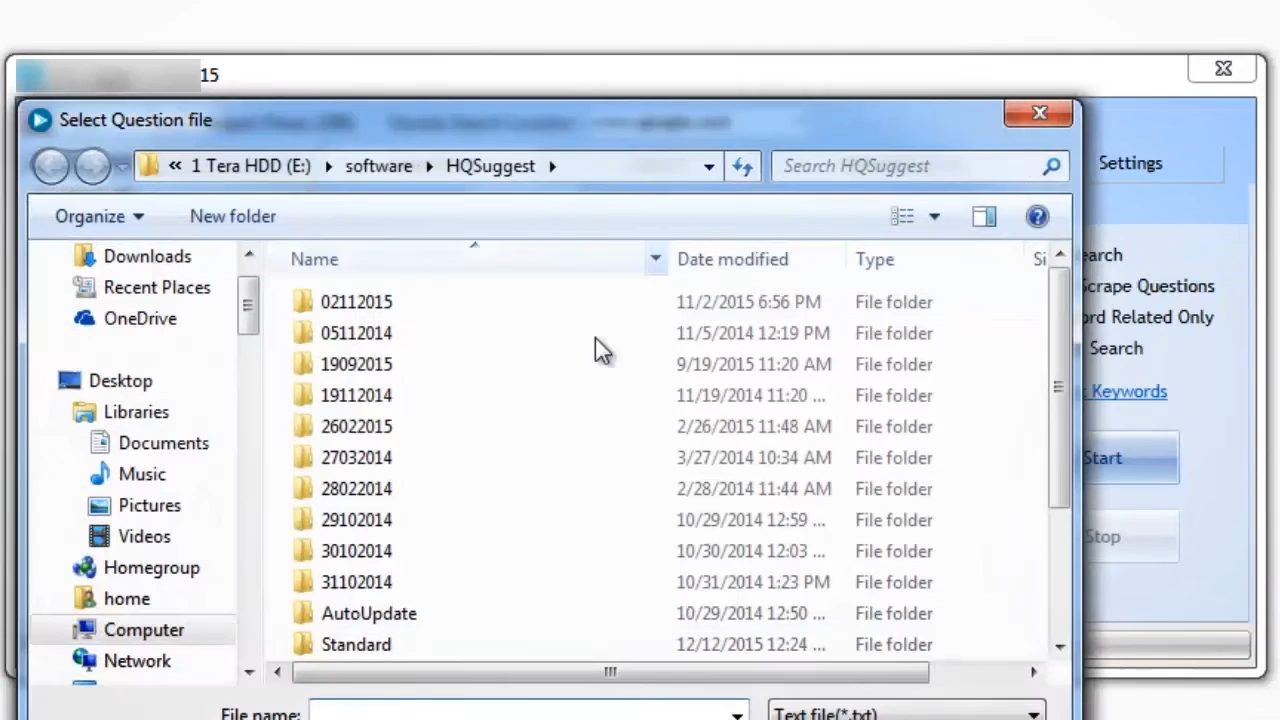 15
Select Question file
« 1 Tera HDD (E:) software HQSuggest
Search HQSuggest
Settings
Organize New folder
Name Date modified Type Si
Downloads
Recent Places
OneDrive
Desktop
Libraries
Documents
Music
Pictures
Videos
Homegroup
home
Computer
Network
02112015 11/2/2015 6:56 PM File folder
05112014 11/5/2014 12:19 PM File folder
19092015 9/19/2015 11:20 AM File folder
19112014 11/19/2014 11:20 ... File folder
26022015 2/26/2015 11:48 AM File folder
27032014 3/27/2014 10:34 AM File folder
28022014 2/28/2014 11:44 AM File folder
29102014 10/29/2014 12:59 ... File folder
30102014 10/30/2014 12:03 ... File folder
31102014 10/31/2014 1:23 PM File folder
AutoUpdate 10/29/2014 12:50 ... File folder
Standard 12/12/2015 12:24 ... File folder
File name: Text file(*.txt)
earch
Scrape Questions
ord Related Only
Search
Keywords
Start
Stop